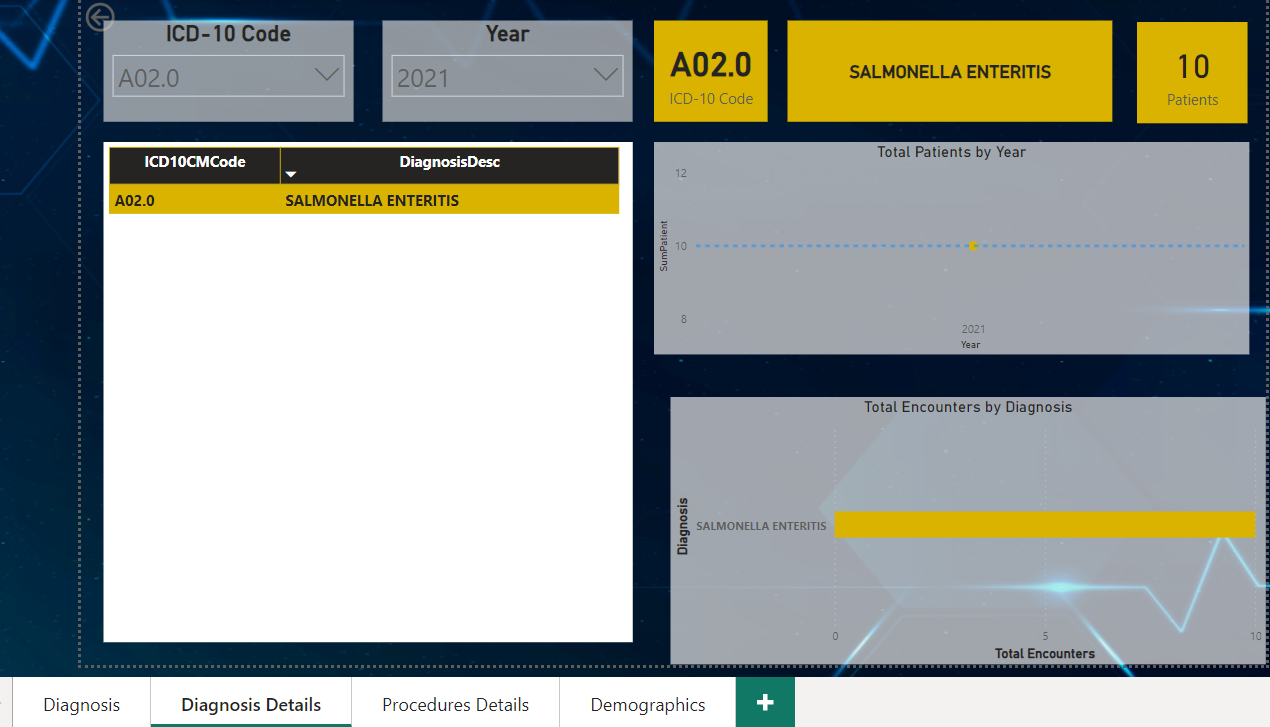 ICD-10 Code
A02.0
Year
2021
A02.0
ICD-10 Code
SALMONELLA ENTERITIS
10
Patients
ICD10CMCode DiagnosisDesc
A02.0 SALMONELLA ENTERITIS
Total Patients by Year
SumPatient
12
10
8
2021
Year
Total Encounters by Diagnosis
Diagnosis
SALMONELLA ENTERITIS
0 5 10
Total Encounters
Diagnosis Diagnosis Details Procedures Details Demographics +